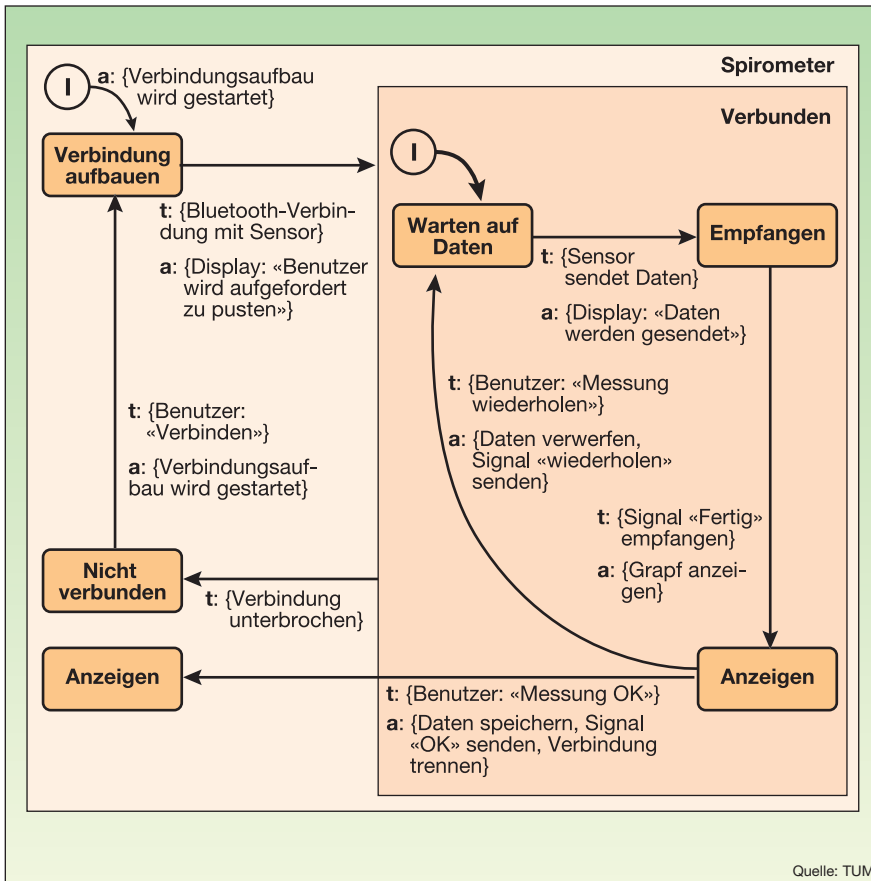 Spirometer
I
a: {Verbindungsaufbau
wird gestartet}
Verbindung
aufbauen
t: {Bluetooth-Verbin-
dung mit Sensor}
a: {Display: «Benutzer
wird aufgefordert
zu pusten»}
Verbunden
I
Warten auf
Daten
t: {Sensor
sendet Daten}
a: {Display: «Daten
werden gesendet»}
Empfangen
t: {Benutzer: «Messung
wiederholen»}
a: {Daten verwerfen,
Signal «wiederholen»
senden}
t: {Signal «Fertig»
empfangen}
a: {Grapf anzei-
gen}
t: {Benutzer:
«Verbinden»}
a: {Verbindungsauf-
bau wird gestartet}
Nicht
verbunden
t: {Verbindung
unterbrochen}
Anzeigen
Anzeigen
t: {Benutzer: «Messung OK»}
a: {Daten speichern, Signal
«OK» senden, Verbindung
trennen}
Quelle: TUM